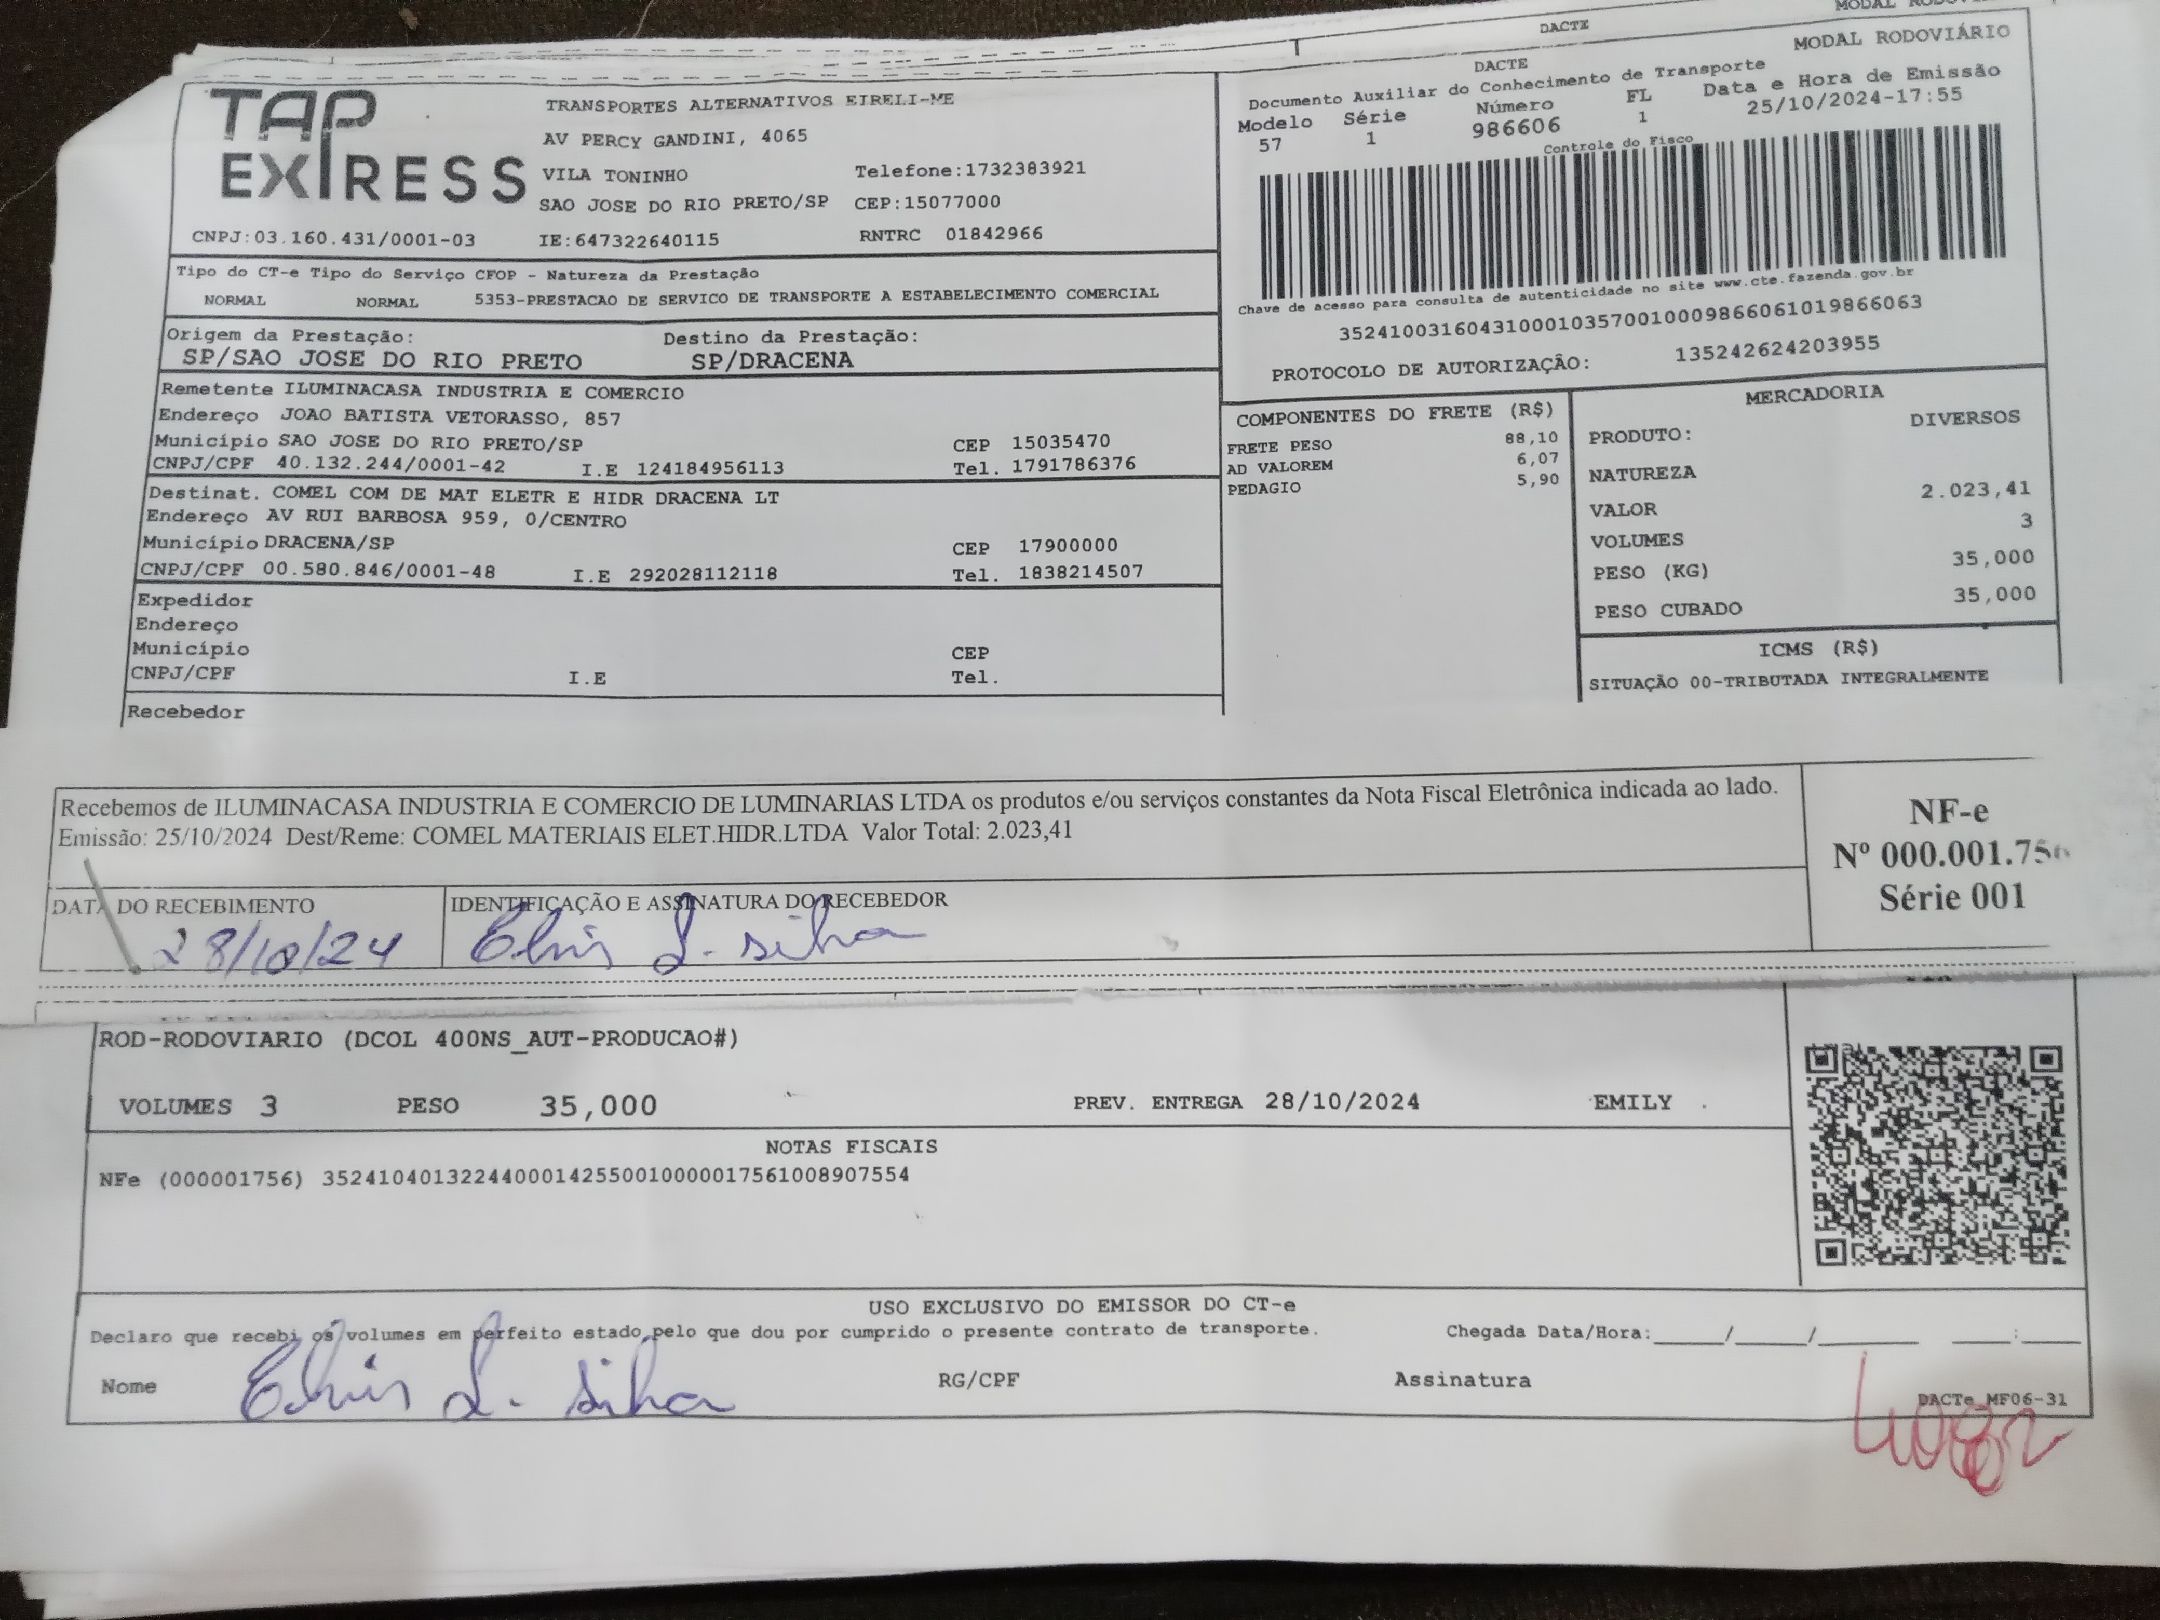 MODAL RODOVIÁRIO
DACTE
TAP EXPRESS
TRANSPORTES ALTERNATIVOS EIRELI-ME
AV PERCY GANDINI, 4065
VILA TONINHO Telefone:1732383921
SAO JOSE DO RIO PRETO/SP CEP:15077000
CNPJ:03.160.431/0001-03 IE:647322640115 RNTRC 01842966
DACTE MODAL RODOVIÁRIO
Documento Auxiliar do Conhecimento de Transporte
Modelo Série Número FL Data e Hora de Emissão
57 1 986606 1 25/10/2024-17:55
Controle do Fisco
Chave de acesso para consulta de autenticidade no site www.cte.fazenda.gov.br
35241003160431000103570010009866061019866063
PROTOCOLO DE AUTORIZAÇÃO: 135242624203955
Tipo do CT-e Tipo do Serviço CFOP - Natureza da Prestação
NORMAL NORMAL 5353-PRESTACAO DE SERVICO DE TRANSPORTE A ESTABELECIMENTO COMERCIAL
Origem da Prestação: Destino da Prestação:
SP/SAO JOSE DO RIO PRETO SP/DRACENA
Remetente ILUMINACASA INDUSTRIA E COMERCIO
Endereço JOAO BATISTA VETORASSO, 857
Município SAO JOSE DO RIO PRETO/SP CEP 15035470
CNPJ/CPF 40.132.244/0001-42 I.E 124184956113 Tel. 1791786376
Destinat. COMEL COM DE MAT ELETR E HIDR DRACENA LT
Endereço AV RUI BARBOSA 959, 0/CENTRO
Município DRACENA/SP CEP 17900000
CNPJ/CPF 00.580.846/0001-48 I.E 292028112118 Tel. 1838214507
Expedidor
Endereço
Município CEP
CNPJ/CPF I.E Tel.
Recebedor
COMPONENTES DO FRETE (R$)
FRETE PESO 88,10
AD VALOREM 6,07
PEDAGIO 5,90
MERCADORIA
PRODUTO: DIVERSOS
NATUREZA
VALOR 2.023,41
VOLUMES 3
PESO (KG) 35,000
PESO CUBADO 35,000
ICMS (R$)
SITUAÇÃO 00-TRIBUTADA INTEGRALMENTE
Recebemos de ILUMINACASA INDUSTRIA E COMERCIO DE LUMINARIAS LTDA os produtos e/ou serviços constantes da Nota Fiscal Eletrônica indicada ao lado.
Emissão: 25/10/2024 Dest/Reme: COMEL MATERIAIS ELET.HIDR.LTDA Valor Total: 2.023,41
NF-e
Nº 000.001.756
Série 001
DATA DO RECEBIMENTO IDENTIFICAÇÃO E ASSINATURA DO RECEBEDOR
28/10/24 Elvis L. Silva
ROD-RODOVIARIO (DCOL 400NS_AUT-PRODUCAO#)
VOLUMES 3 PESO 35,000 PREV. ENTREGA 28/10/2024 EMILY
NOTAS FISCAIS
NFe (000001756) 35241040132244000142550010000017561008907554
USO EXCLUSIVO DO EMISSOR DO CT-e
Declaro que recebi os volumes em perfeito estado pelo que dou por cumprido o presente contrato de transporte. Chegada Data/Hora:_____/_____/______ ____:____
Nome Elvis L. Silva RG/CPF Assinatura
DACTe_MF06-31